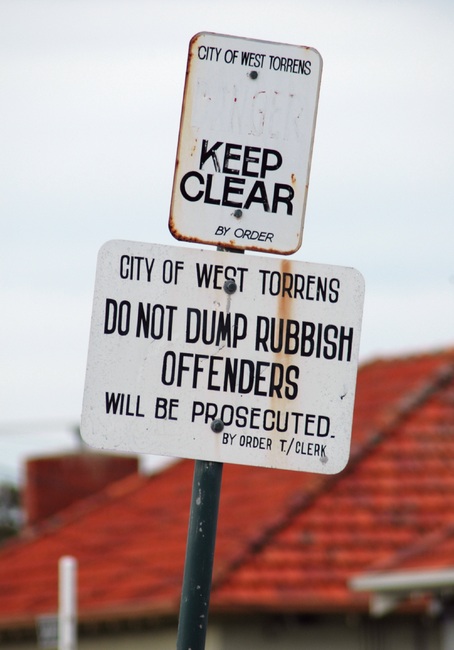 CITY OF WEST TORRENS
DANGER
KEEP
CLEAR
BY ORDER
CITY OF WEST TORRENS
DO NOT DUMP RUBBISH
OFFENDERS
WILL BE PROSECUTED.
BY ORDER T./CLERK